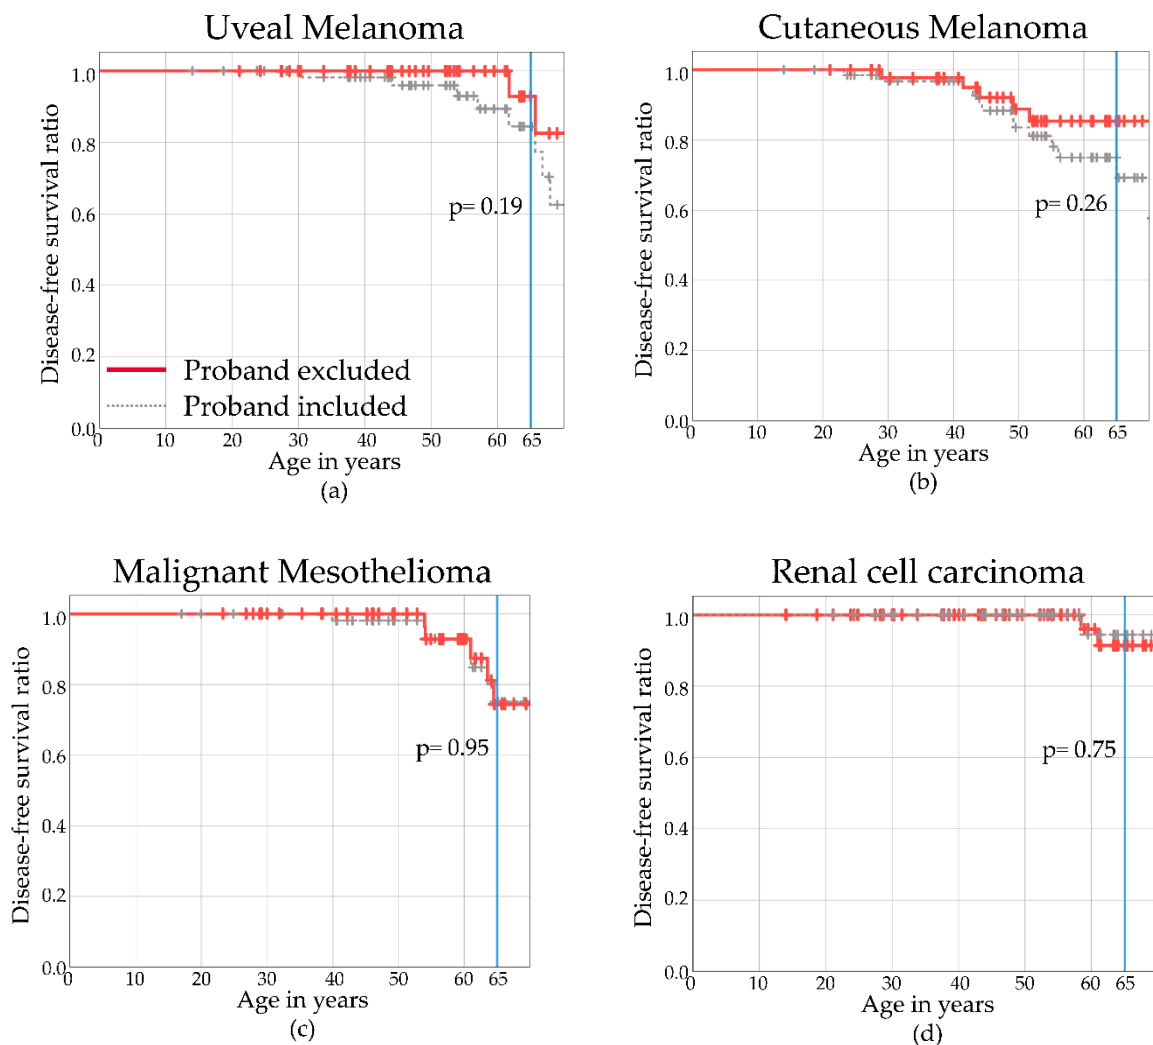 Uveal Melanoma
Disease-free survival ratio
1.0
0.8
0.6
0.4
0.2
0.0
p= 0.19
Proband excluded
Proband included
0 10 20 30 40 50 60 65
Age in years
(a)
Cutaneous Melanoma
Disease-free survival ratio
1.0
0.8
0.6
0.4
0.2
0.0
p= 0.26
0 10 20 30 40 50 60 65
Age in years
(b)
Malignant Mesothelioma
Disease-free survival ratio
1.0
0.8
0.6
0.4
0.2
0.0
p= 0.95
0 10 20 30 40 50 60 65
Age in years
(c)
Renal cell carcinoma
Disease-free survival ratio
1.0
0.8
0.6
0.4
0.2
0.0
p= 0.75
0 10 20 30 40 50 60 65
Age in years
(d)